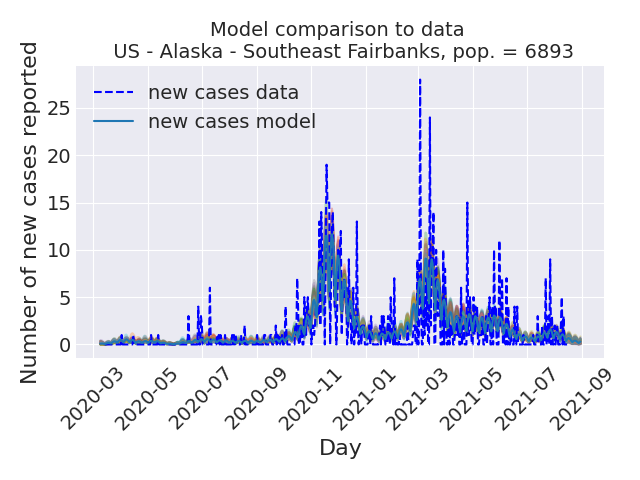 Model comparison to data
US - Alaska - Southeast Fairbanks, pop. = 6893
Number of new cases reported
25
20
15
10
5
0
new cases data
new cases model
2020-03
2020-05
2020-07
2020-09
2020-11
2021-01
2021-03
2021-05
2021-07
2021-09
Day